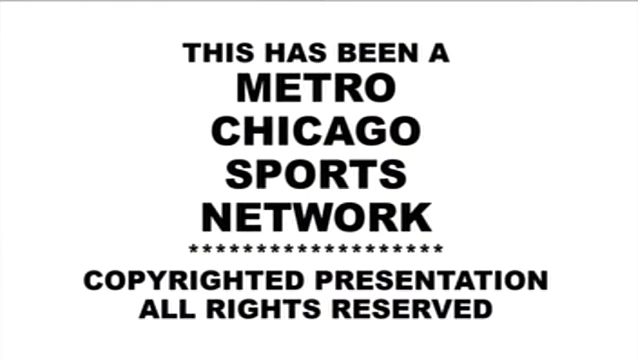 THIS HAS BEEN A
METRO
CHICAGO
SPORTS
NETWORK
*******************
COPYRIGHTED PRESENTATION
ALL RIGHTS RESERVED